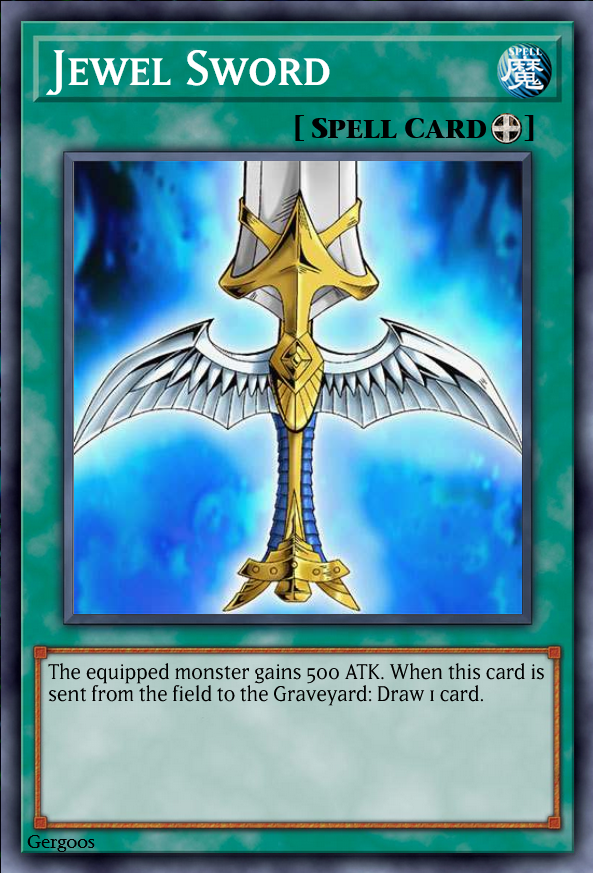 Jewel Sword
SPELL
魔
[ Spell Card ]
The equipped monster gains 500 ATK. When this card is
sent from the field to the Graveyard: Draw 1 card.
Gergoos